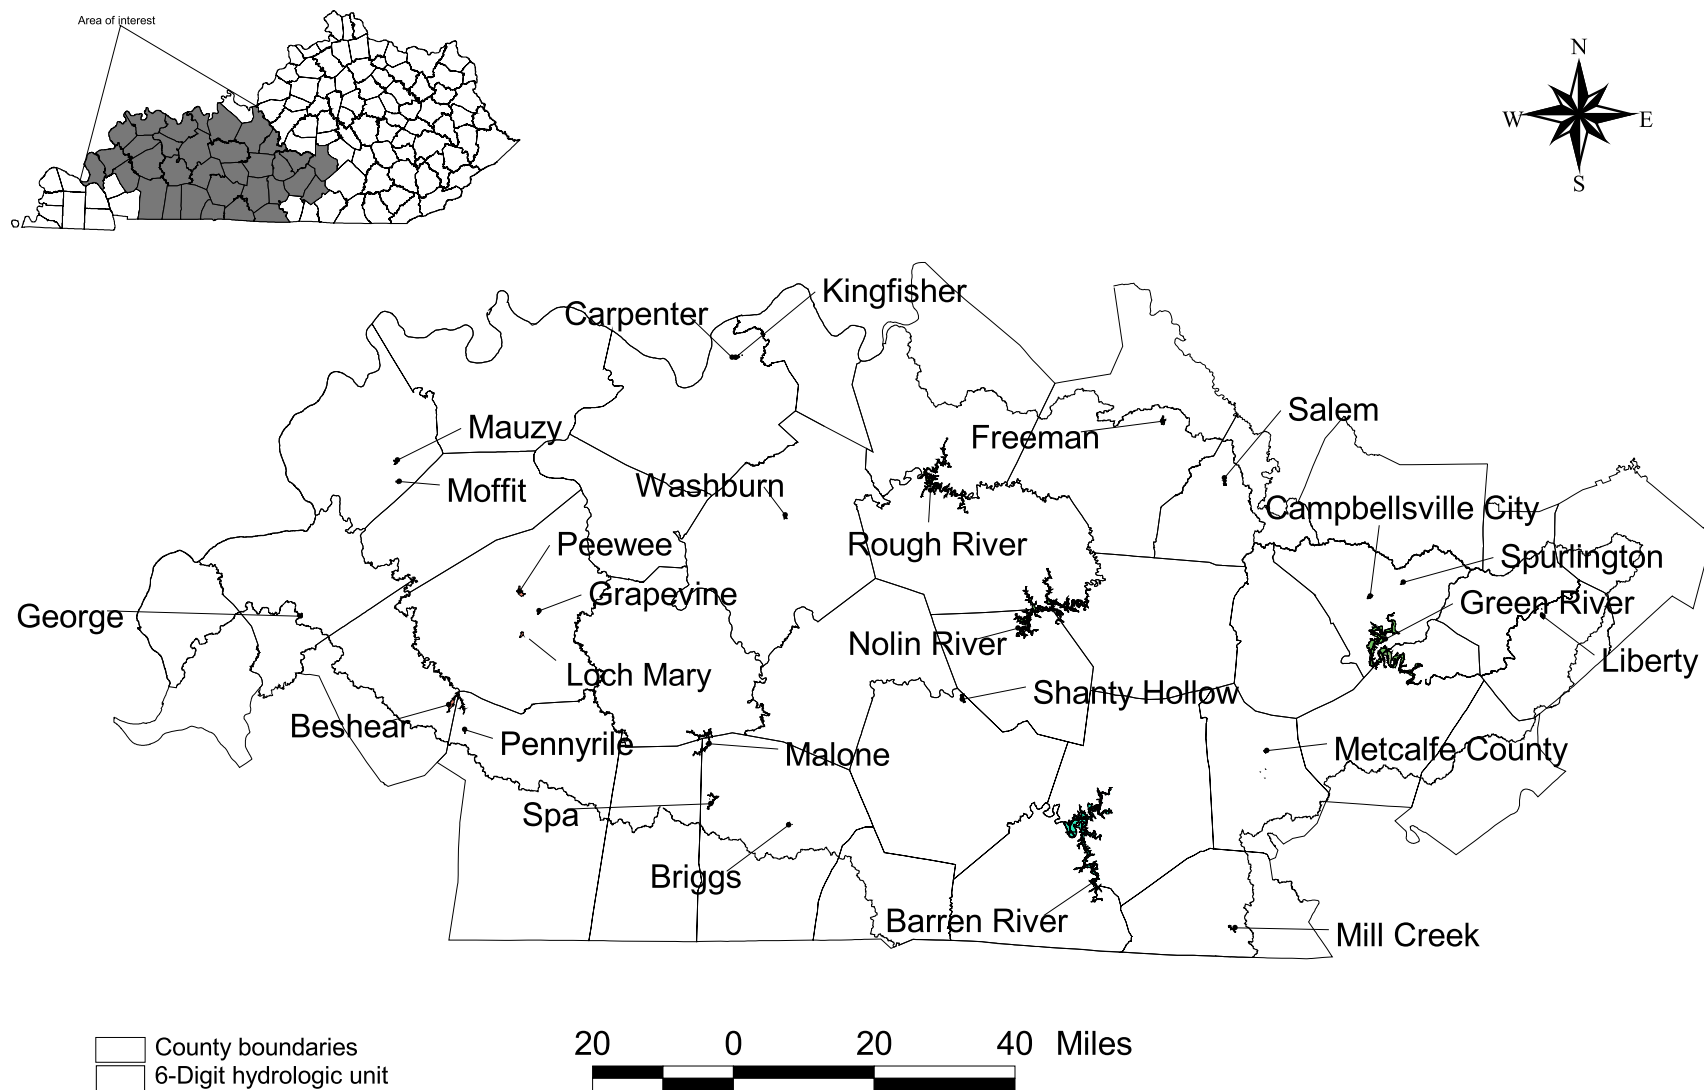 Area of interest
N
W
E
S
Kingfisher
Carpenter
Salem
Mauzy
Freeman
Washburn
Moffit
Campbellsville City
Peewee
Rough River
Spurlington
Grapevine
Green River
George
Nolin River
Liberty
Loch Mary
Shanty Hollow
Beshear
Pennyrile
Malone
Metcalfe County
Spa
Briggs
Barren River
Mill Creek
20 0 20 40 Miles
County boundaries
6-Digit hydrologic unit